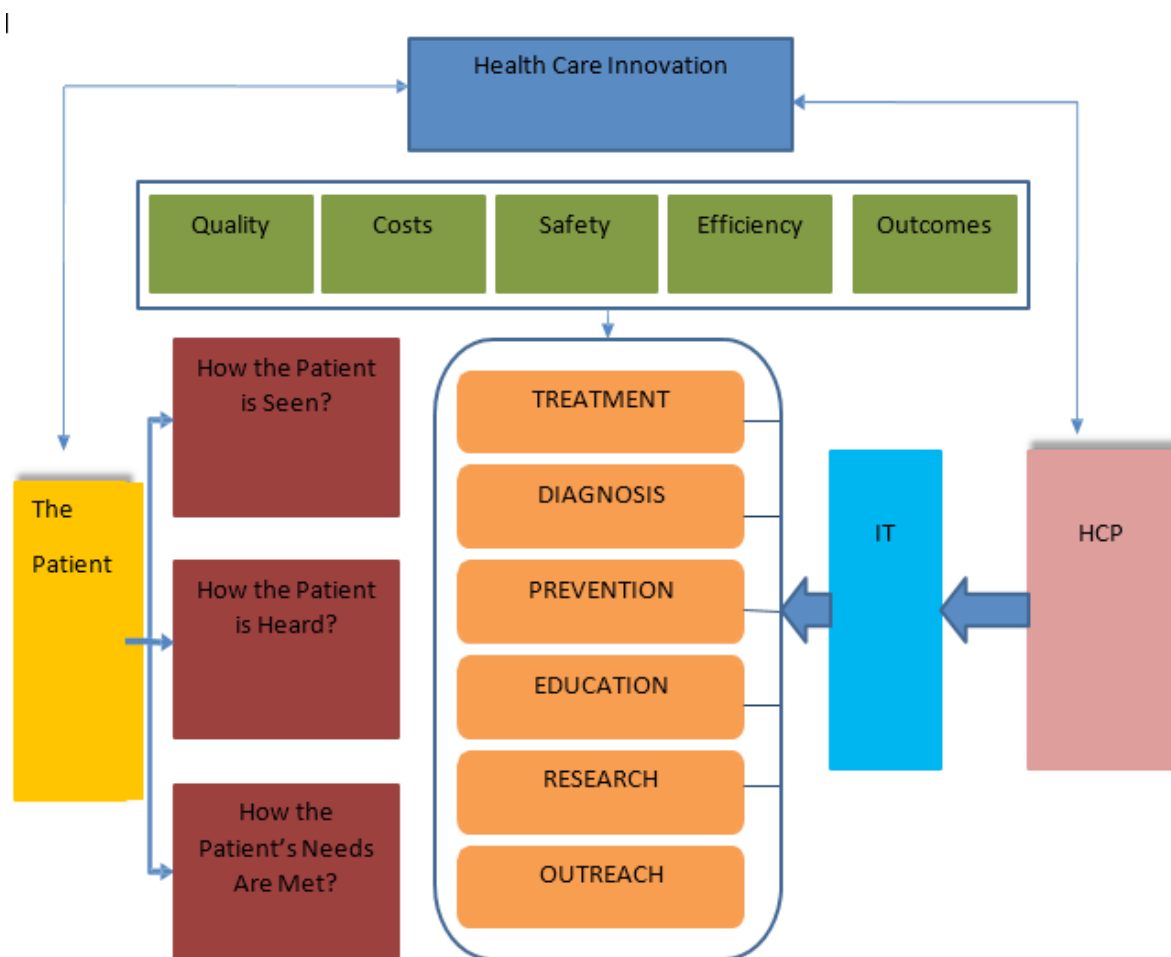 Health Care Innovation
Quality
Costs
Safety
Efficiency
Outcomes
How the Patient
is Seen?
How the Patient
is Heard?
How the
Patient’s Needs
Are Met?
The
Patient
TREATMENT
DIAGNOSIS
PREVENTION
EDUCATION
RESEARCH
OUTREACH
IT
HCP